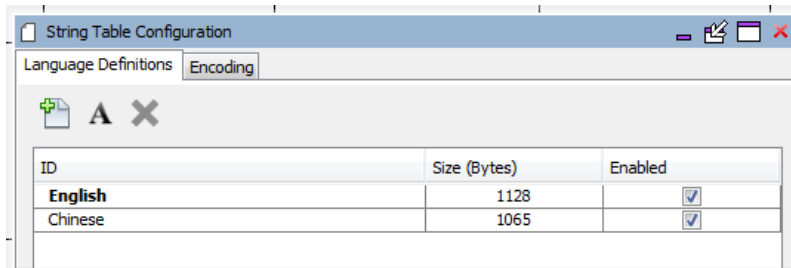 String Table Configuration
Language Definitions Encoding
A
ID Size (Bytes) Enabled
English 1128
Chinese 1065